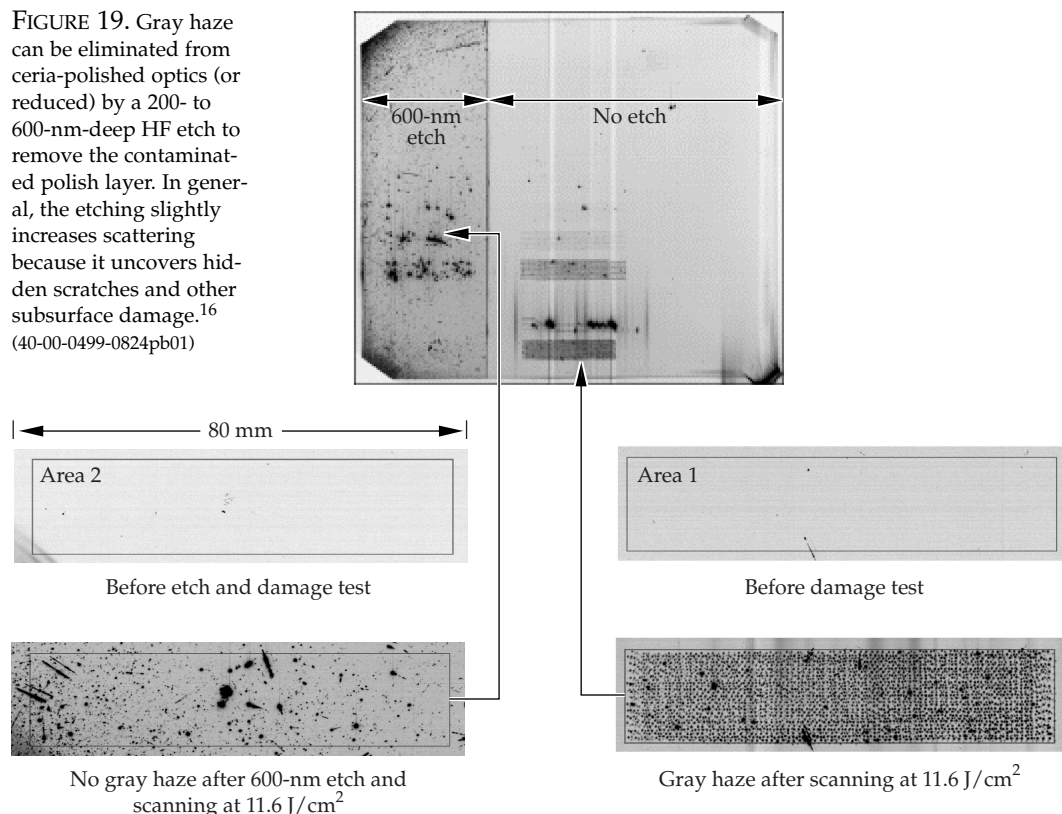 FIGURE 19. Gray haze
can be eliminated from
ceria-polished optics (or
reduced) by a 200- to
600-nm-deep HF etch to
remove the contaminat-
ed polish layer. In gener-
al, the etching slightly
increases scattering
because it uncovers hid-
den scratches and other
subsurface damage.16
(40-00-0499-0824pb01)
600-nm
etch
No etch
80 mm
Area 2
Before etch and damage test
Area 1
Before damage test
No gray haze after 600-nm etch and
scanning at 11.6 J/cm2
Gray haze after scanning at 11.6 J/cm2